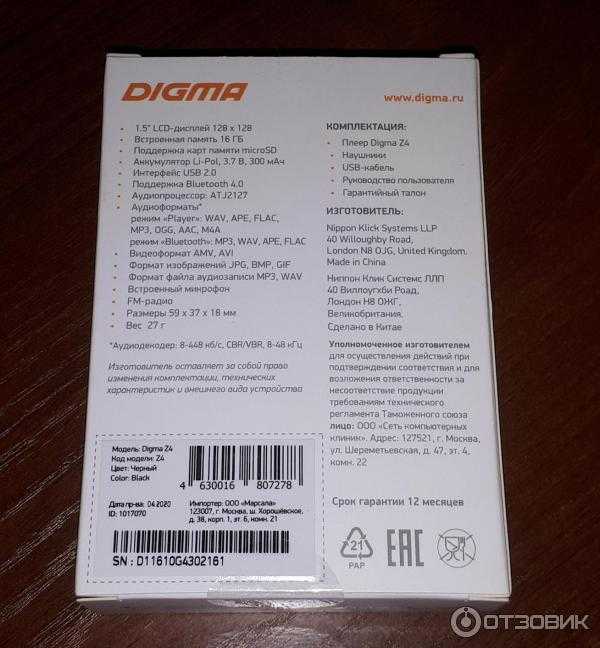 DIGMA
www.digma.ru
1.5" LCD-дисплей 128 x 128
Встроенная память 16 ГБ
Поддержка карт памяти microSD
Аккумулятор Li-Pol, 3.7 В, 300 мАч
Интерфейс USB 2.0
Поддержка Bluetooth 4.0
Аудиопроцессор: ATJ2127
Аудиоформаты*
режим «Player»: WAV, APE, FLAC,
MP3, OGG, AAC, M4A
режим «Bluetooth»: MP3, WAV, APE, FLAC
Видеоформат AMV, AVI
Формат изображений JPG, BMP, GIF
Формат файла аудиозаписи MP3, WAV
Встроенный микрофон
FM-радио
Размеры 59 x 37 x 18 мм
Вес 27 г
*Аудиодекодер: 8-448 кб/с, CBR/VBR, 8-48 кГц
Изготовитель оставляет за собой право
изменения комплектации, технических
характеристик и внешнего вида устройства
КОМПЛЕКТАЦИЯ:
Плеер Digma Z4
Наушники
USB-кабель
Руководство пользователя
Гарантийный талон
ИЗГОТОВИТЕЛЬ:
Nippon Klick Systems LLP
40 Willoughby Road,
London N8 OJG, United Kingdom.
Made in China
Ниппон Клик Системс ЛЛП
40 Виллоугхби Роад,
Лондон Н8 ОЖГ,
Великобритания.
Сделано в Китае
Уполномоченное изготовителем
для осуществления действий при
подтверждении соответствия и для
возложения ответственности за
несоответствие продукции
требованиям технического
регламента Таможенного союза
лицо: ООО «Сеть компьютерных
клиник». Адрес: 127521, г. Москва,
ул. Шереметьевская, д. 47, эт. 4,
комн. 22
Срок гарантии 12 месяцев
Модель: Digma Z4
Код модели: Z4
Цвет: Черный
Color: Black
4 630016 807278
Дата пр-ва: 04.2020
ID: 1017070
Импортер: ООО «Марсала»
123007, г. Москва, ш. Хорошёвское,
д. 38, корп. 1, эт. 6, комн. 21
SN : D11610G4302161
21
PAP
EAC
ОТЗОВИК